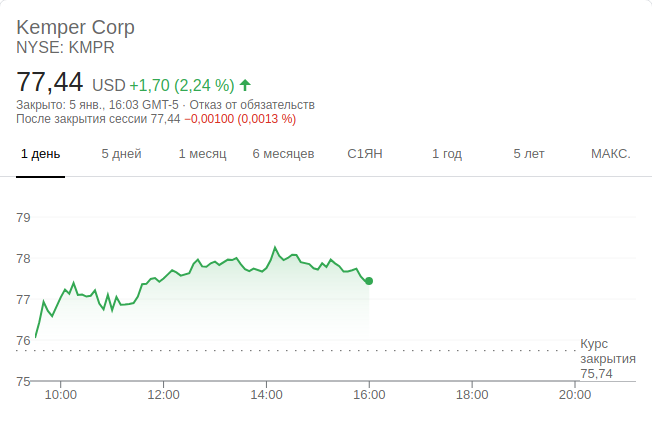 Kemper Corp
NYSE: KMPR
77,44 USD +1,70 (2,24 %)
Закрыто: 5 янв., 16:03 GMT-5 · Отказ от обязательств
После закрытия сессии 77,44 −0,00100 (0,0013 %)
1 день 5 дней 1 месяц 6 месяцев С1ЯН 1 год 5 лет МАКС.
79
78
77
76
Курс
закрытия
75,74
75
10:00 12:00 14:00 16:00 18:00 20:00